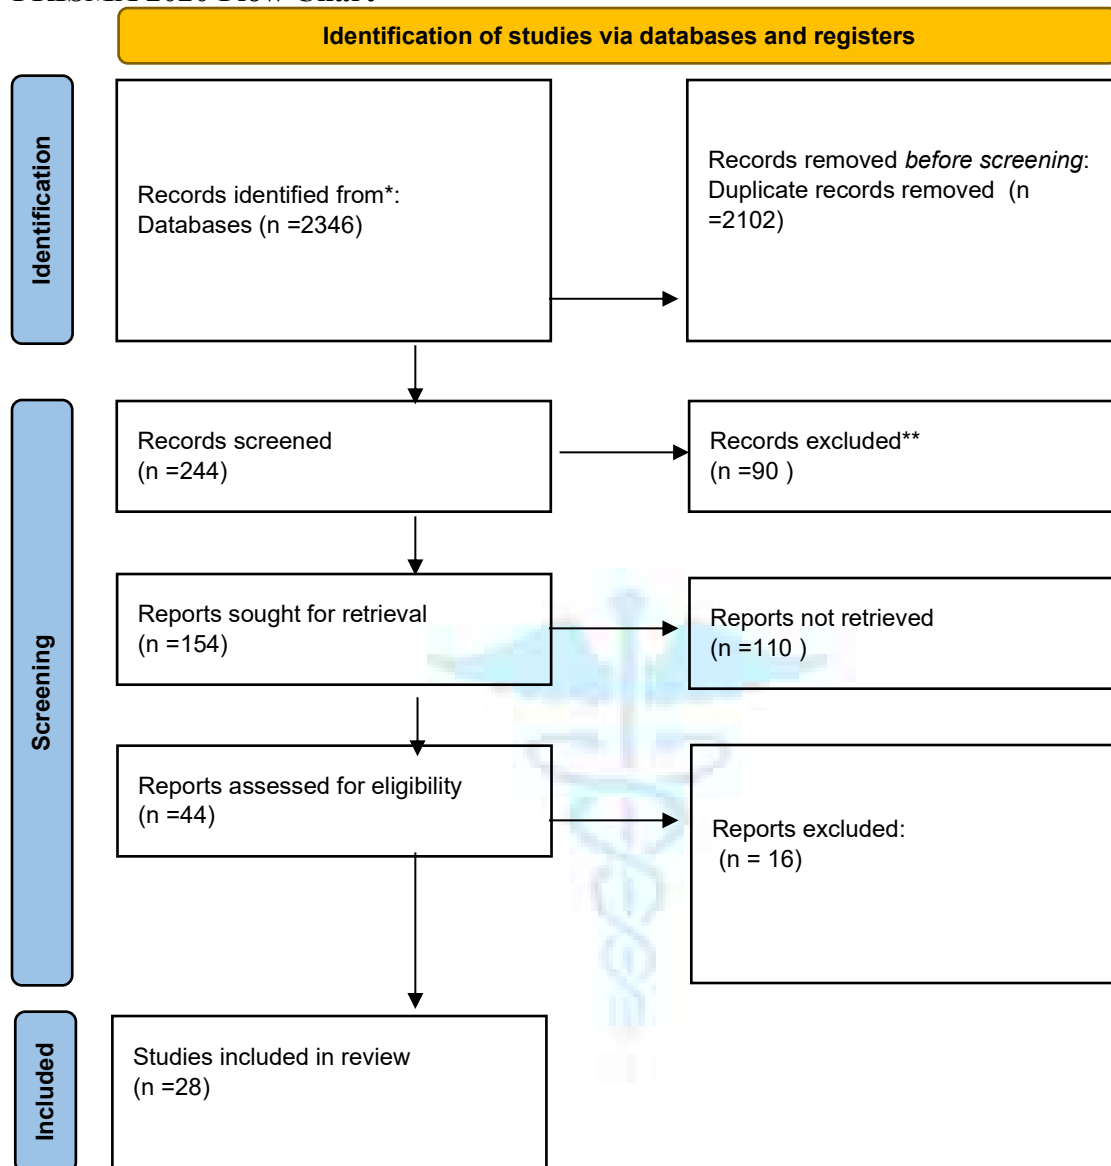 Identification of studies via databases and registers
Identification
Records identified from*:
Databases (n =2346)
Records removed before screening:
Duplicate records removed (n
=2102)
Screening
Records screened
(n =244)
Records excluded**
(n =90 )
Reports sought for retrieval
(n =154)
Reports not retrieved
(n =110 )
Reports assessed for eligibility
(n =44)
Reports excluded:
(n = 16)
Included
Studies included in review
(n =28)